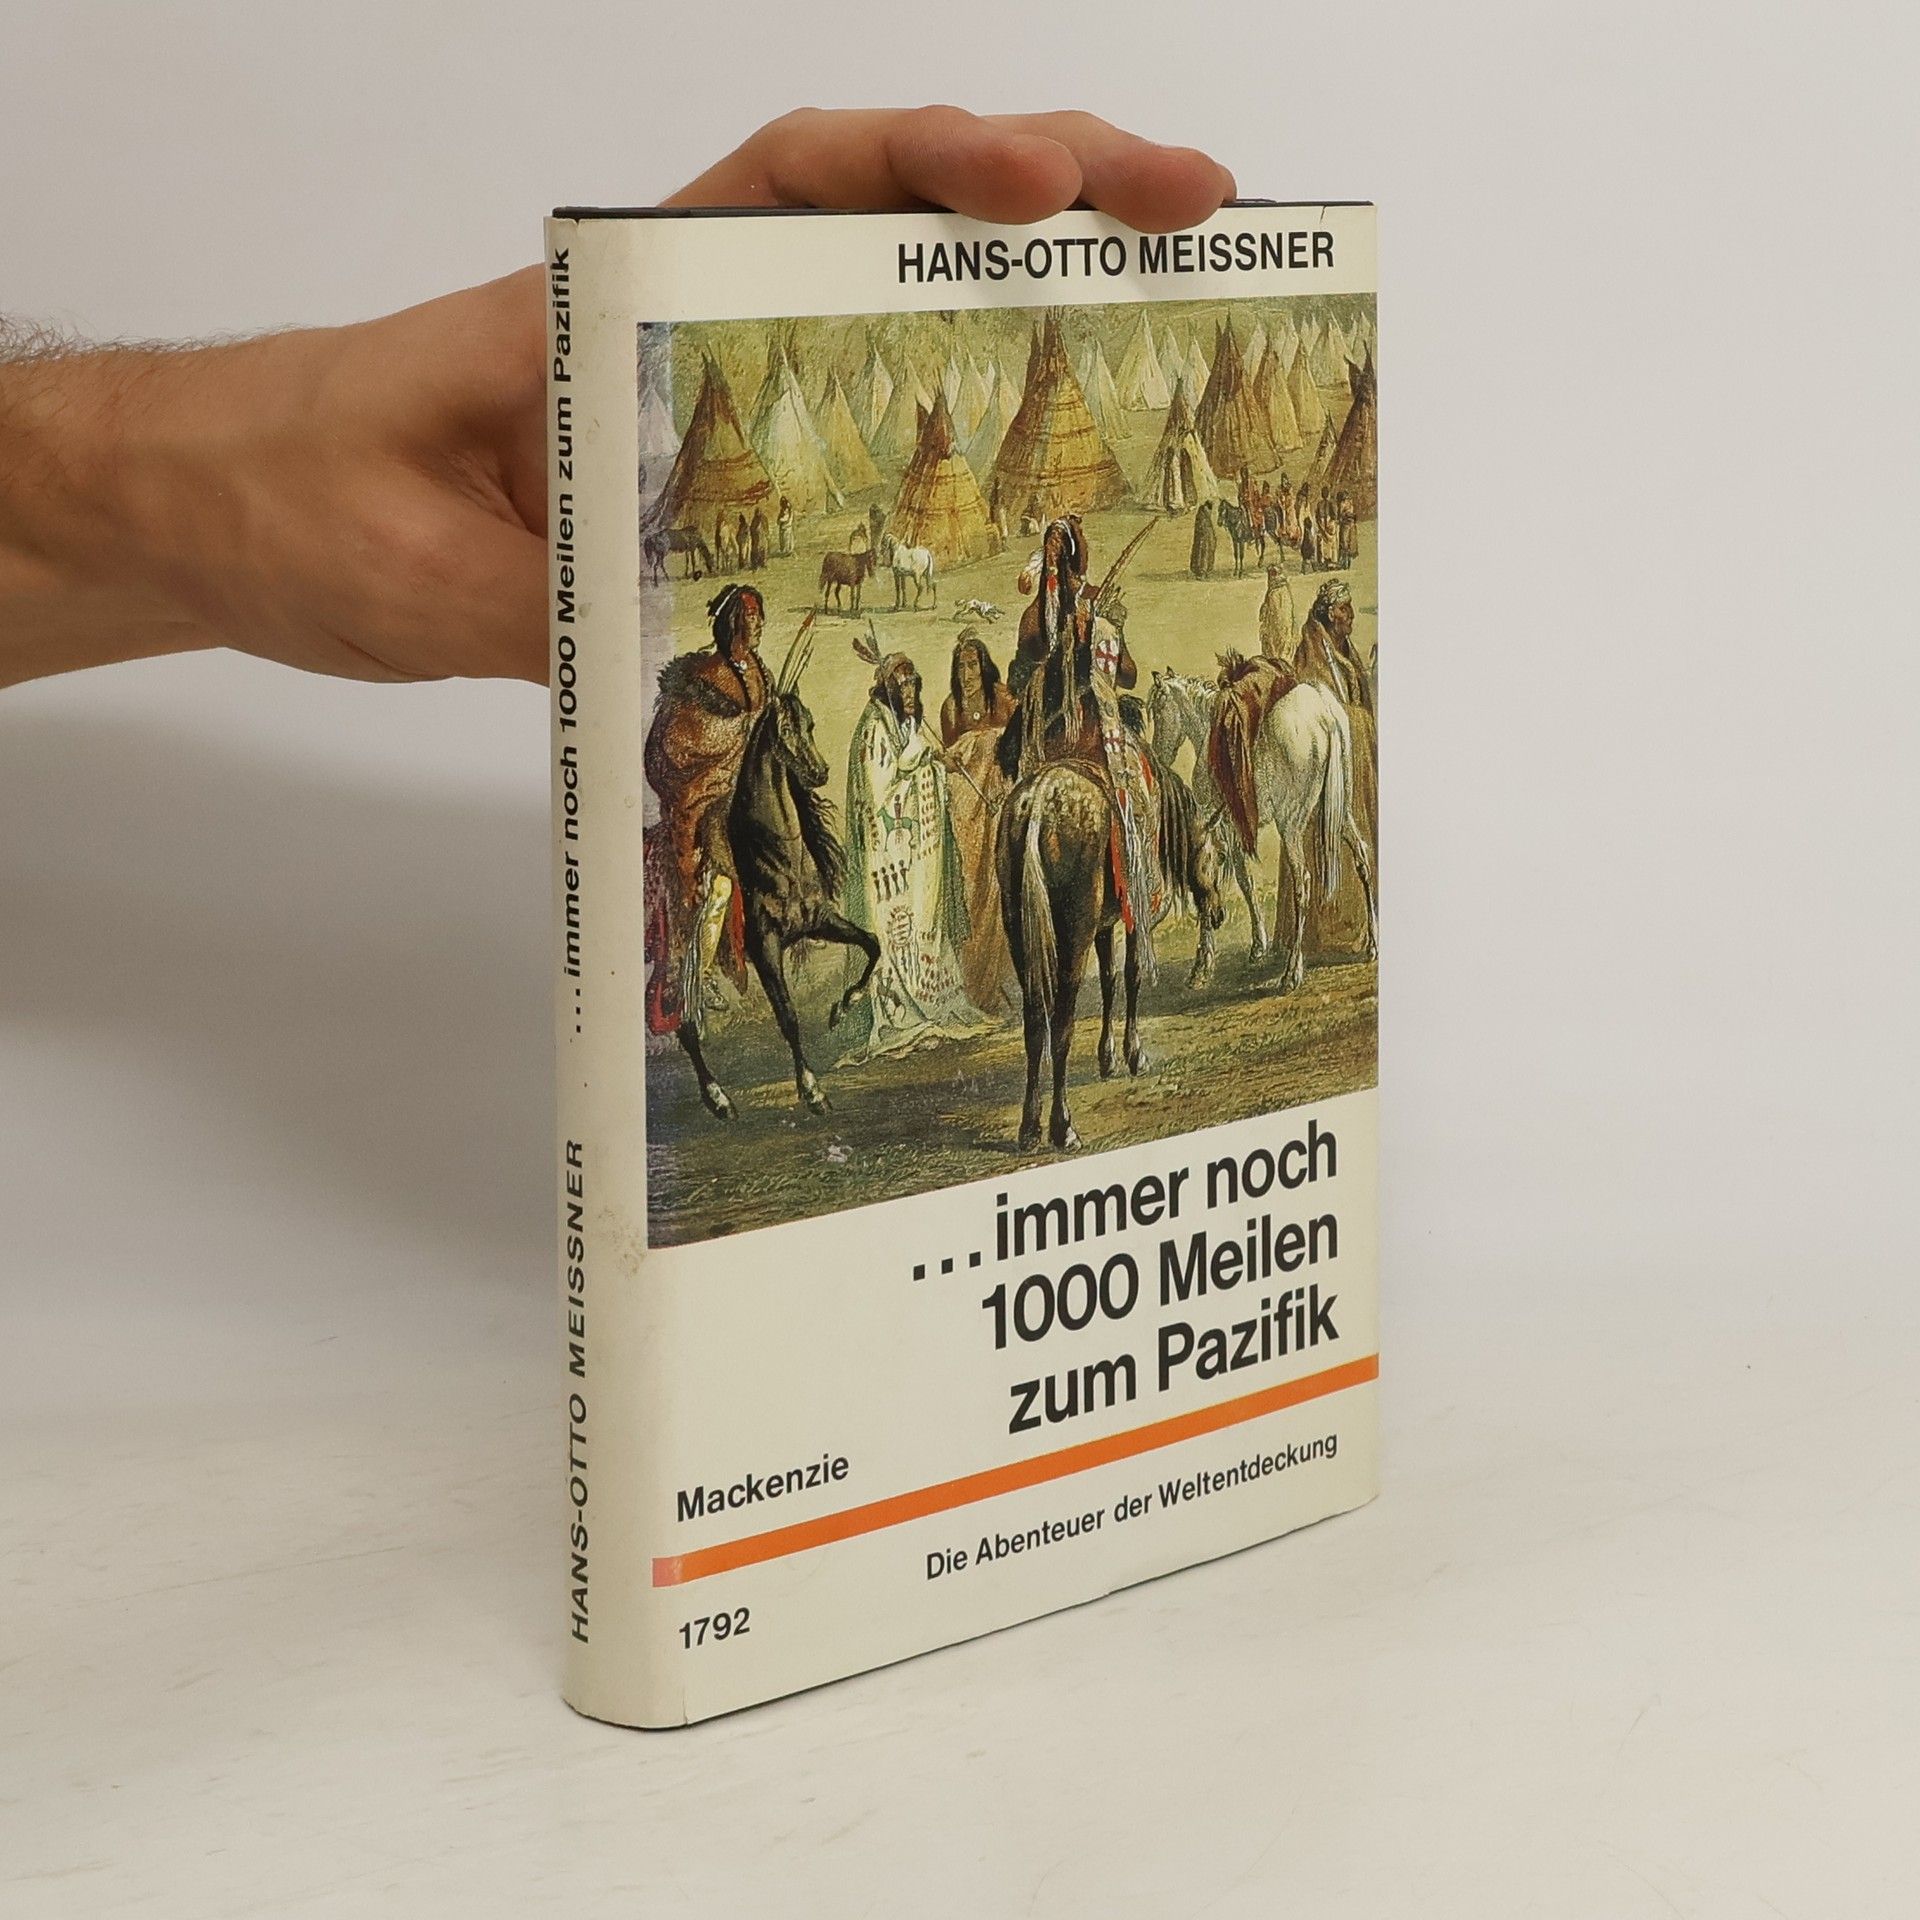 HANS-OTTO MEISSNER
...immer noch
1000 Meilen
zum Pazifik
Mackenzie
Die Abenteuer der Weltentdeckung
1792
HANS-OTTO MEISSNER ...immer noch 1000 Meilen zum Pazifik